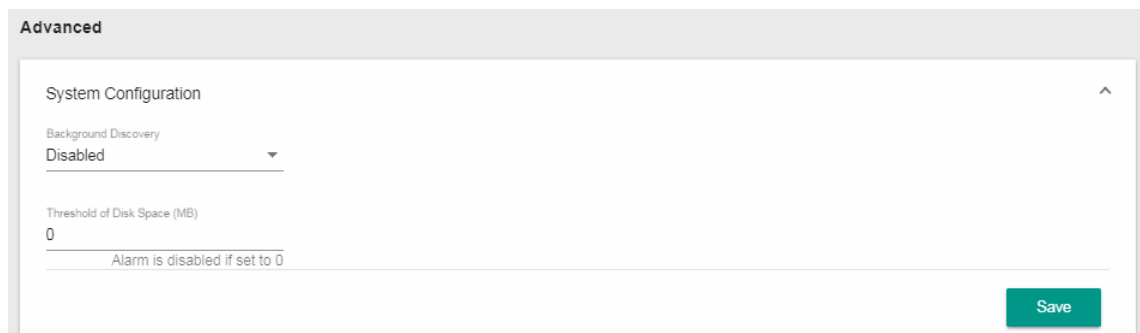 Advanced
System Configuration
Background Discovery
Disabled
Threshold of Disk Space (MB)
0
Alarm is disabled if set to 0
Save